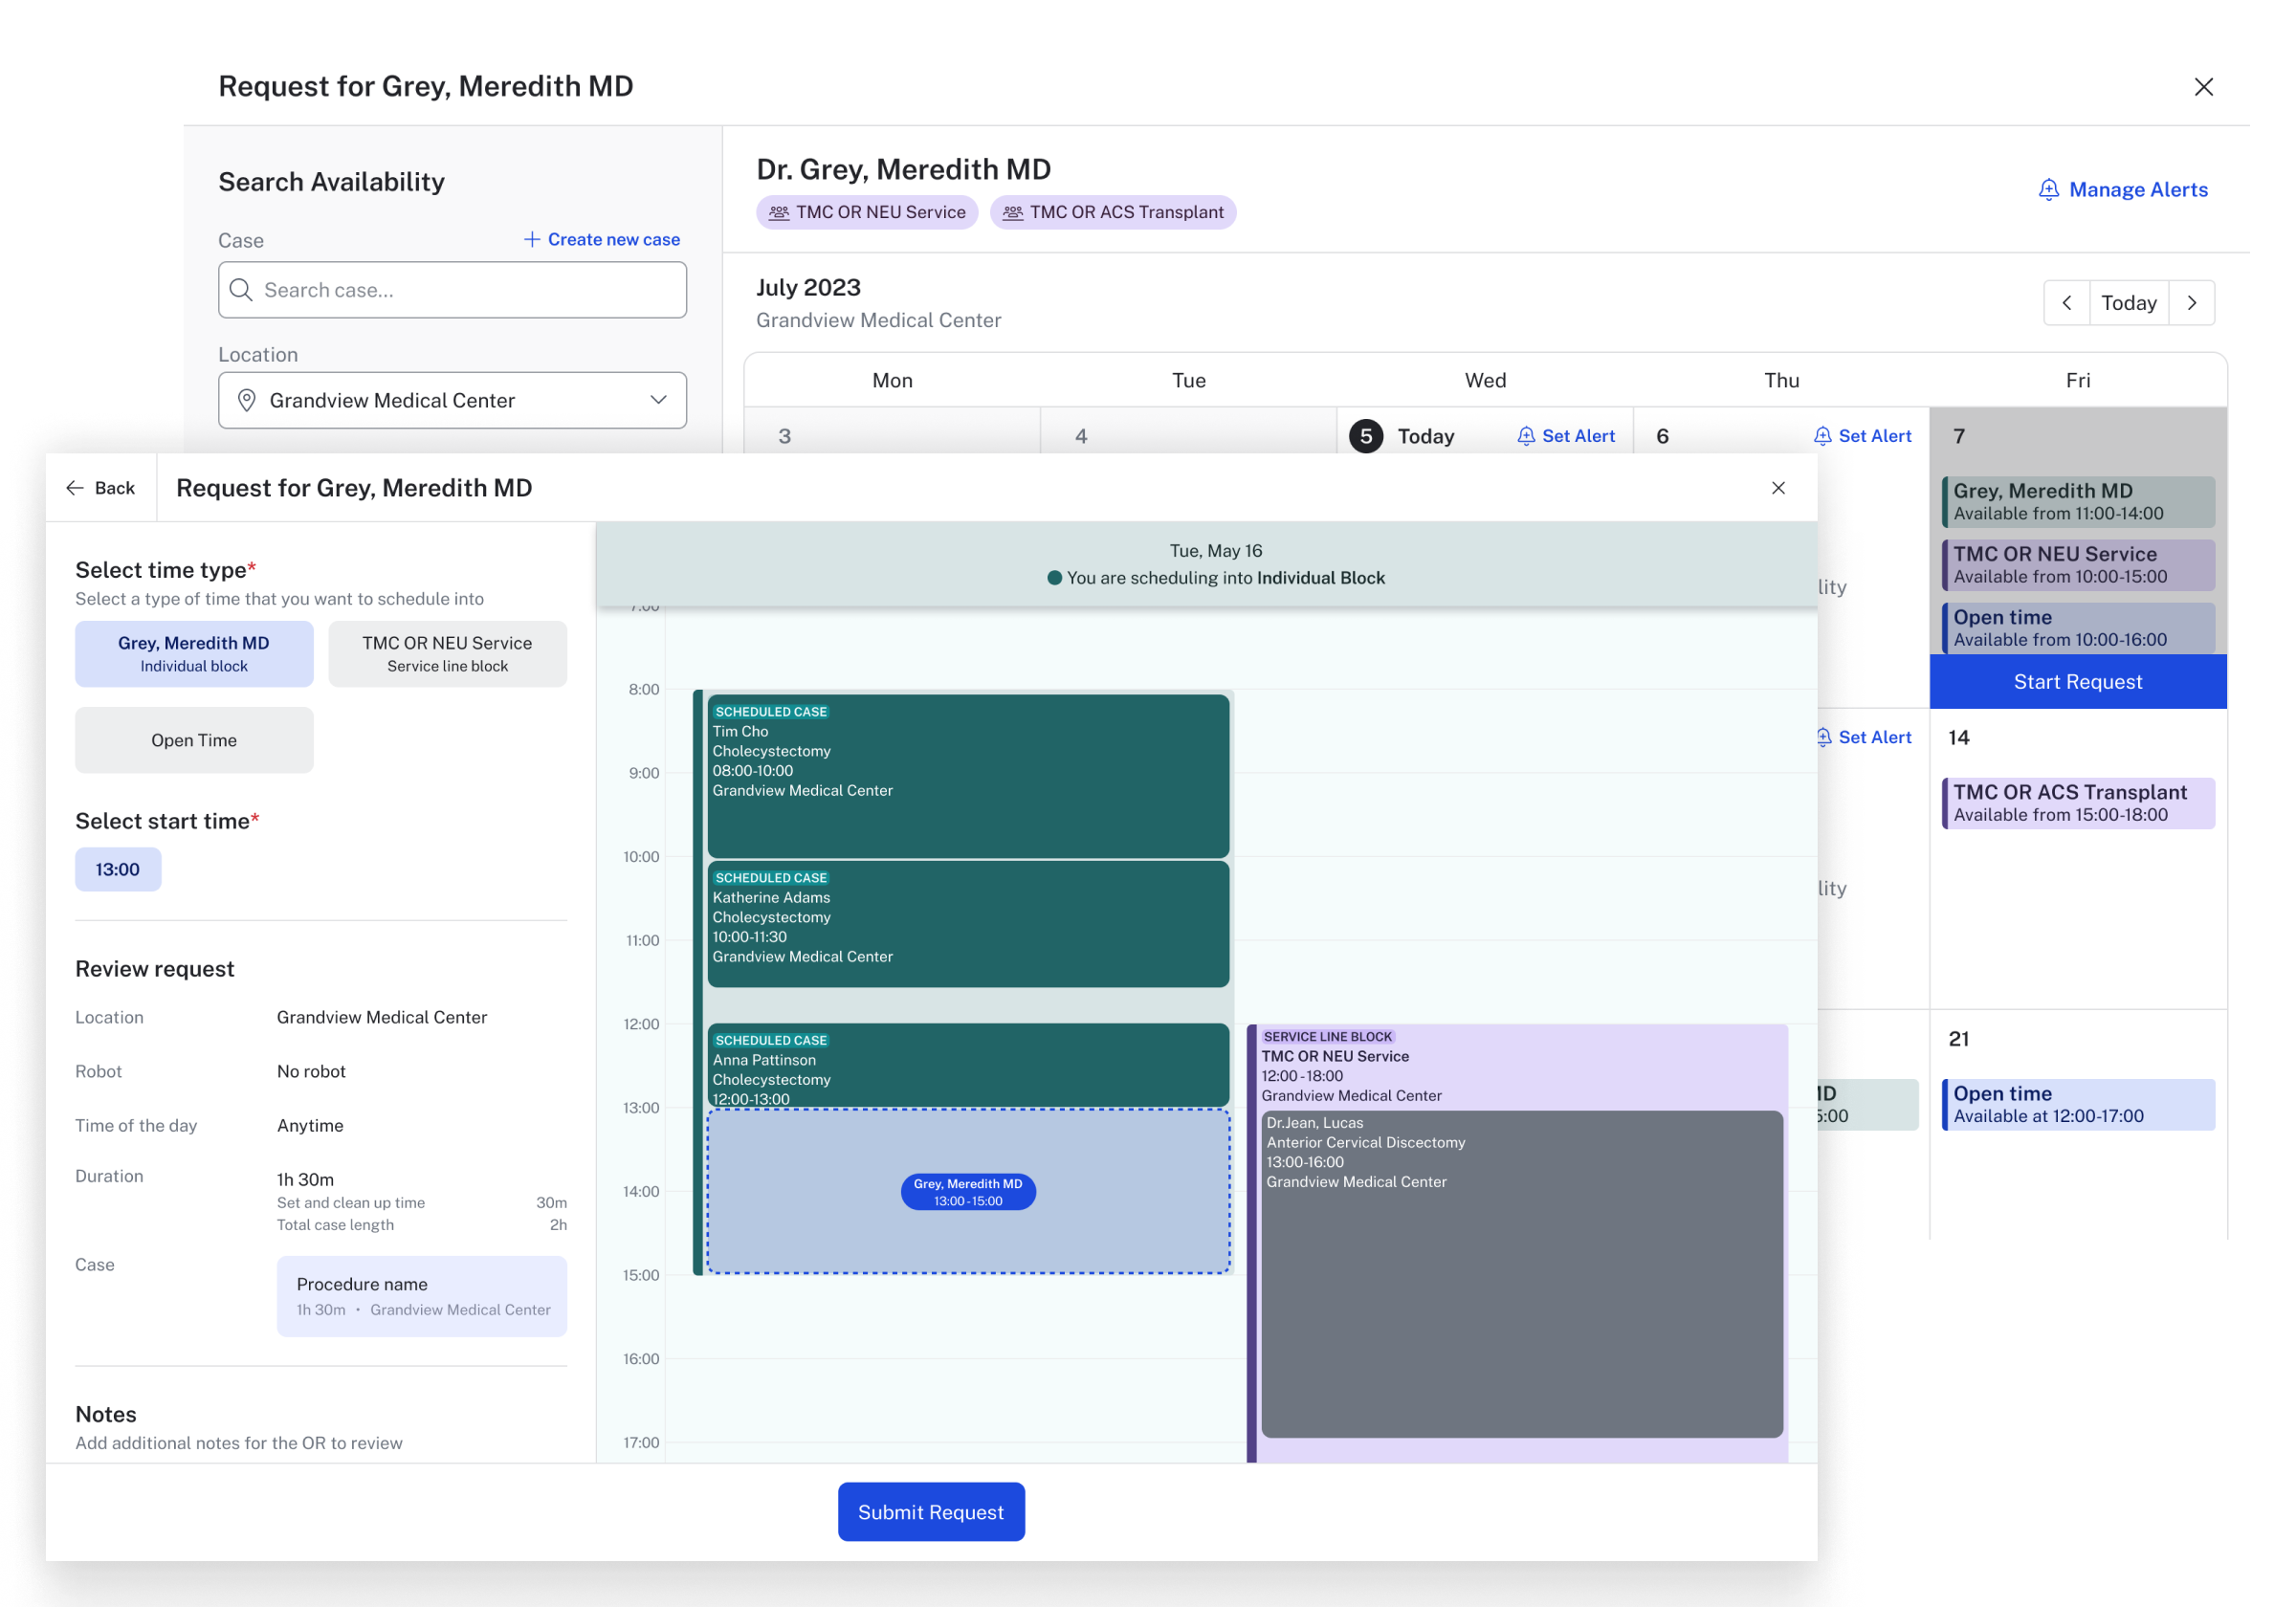 Request for Grey, Meredith MD
Search Availability
Case
Create new case
Search case...
Location
Grandview Medical Center
Dr. Grey, Meredith MD
TMC OR NEU Service
TMC OR ACS Transplant
Manage Alerts
July 2023
Grandview Medical Center
Today
Mon Tue Wed Thu Fri
3
4
5 Today Set Alert
6 Set Alert
7
Grey, Meredith MD
Available from 11:00-14:00
TMC OR NEU Service
Available from 10:00-15:00
Open time
Available from 10:00-16:00
Start Request
lity
Set Alert
14
TMC OR ACS Transplant
Available from 15:00-18:00
lity
21
Open time
Available at 12:00-17:00
Back
Request for Grey, Meredith MD
Select time type*
Select a type of time that you want to schedule into
Grey, Meredith MD
Individual block
TMC OR NEU Service
Service line block
Open Time
Select start time*
13:00
Review request
Location Grandview Medical Center
Robot No robot
Time of the day Anytime
Duration 1h 30m
Set and clean up time 30m
Total case length 2h
Case
Procedure name
1h 30m • Grandview Medical Center
Notes
Add additional notes for the OR to review
Tue, May 16
You are scheduling into Individual Block
8:00
9:00
10:00
11:00
12:00
13:00
14:00
15:00
16:00
17:00
SCHEDULED CASE
Tim Cho
Cholecystectomy
08:00-10:00
Grandview Medical Center
SCHEDULED CASE
Katherine Adams
Cholecystectomy
10:00-11:30
Grandview Medical Center
SCHEDULED CASE
Anna Pattinson
Cholecystectomy
12:00-13:00
Grey, Meredith MD
13:00-15:00
SERVICE LINE BLOCK
TMC OR NEU Service
12:00-18:00
Grandview Medical Center
Dr.Jean, Lucas
Anterior Cervical Discectomy
13:00-16:00
Grandview Medical Center
Submit Request